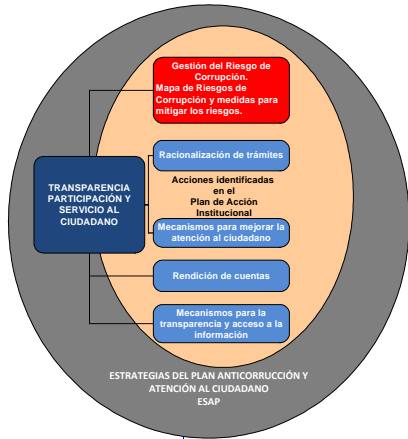 Gestión del Riesgo de
Corrupción.
Mapa de Riesgos de
Corrupción y medidas para
mitigar los riesgos.
Racionalización de trámites
TRANSPARENCIA
PARTICIPACIÓN Y
SERVICIO AL
CIUDADANO
Acciones identificadas
en el
Plan de Acción
Institucional
Mecanismos para mejorar la
atención al ciudadano
Rendición de cuentas
Mecanismos para la
transparencia y acceso a la
información
ESTRATEGIAS DEL PLAN ANTICORRUCCIÓN Y
ATENCIÓN AL CIUDADANO
ESAP